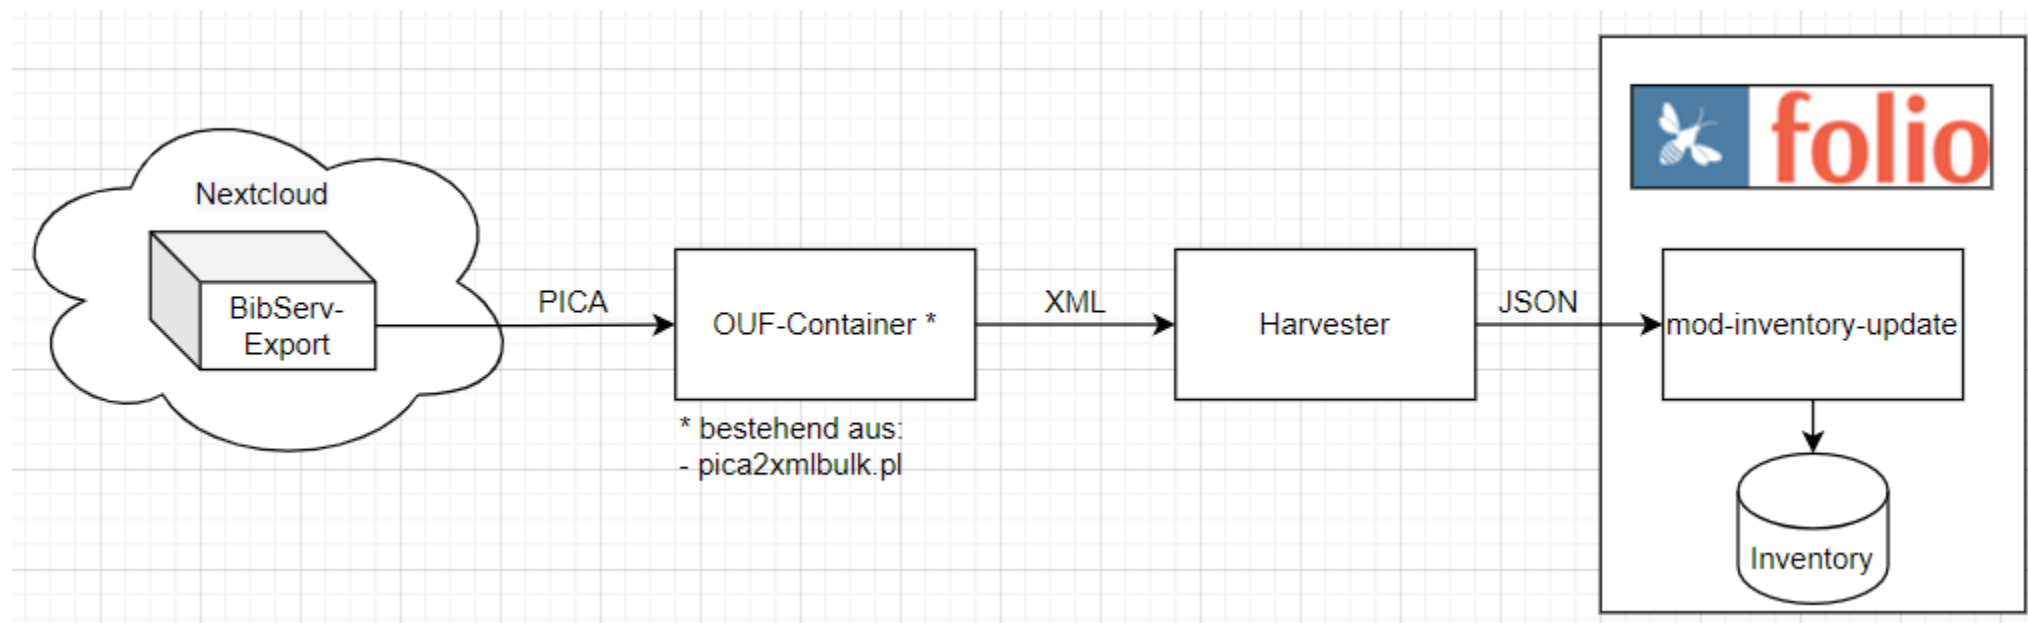 Nextcloud
BibServ-
Export
PICA
OUF-Container *
* bestehend aus:
- pica2xmlbulk.pl
XML
Harvester
JSON
folio
mod-inventory-update
Inventory